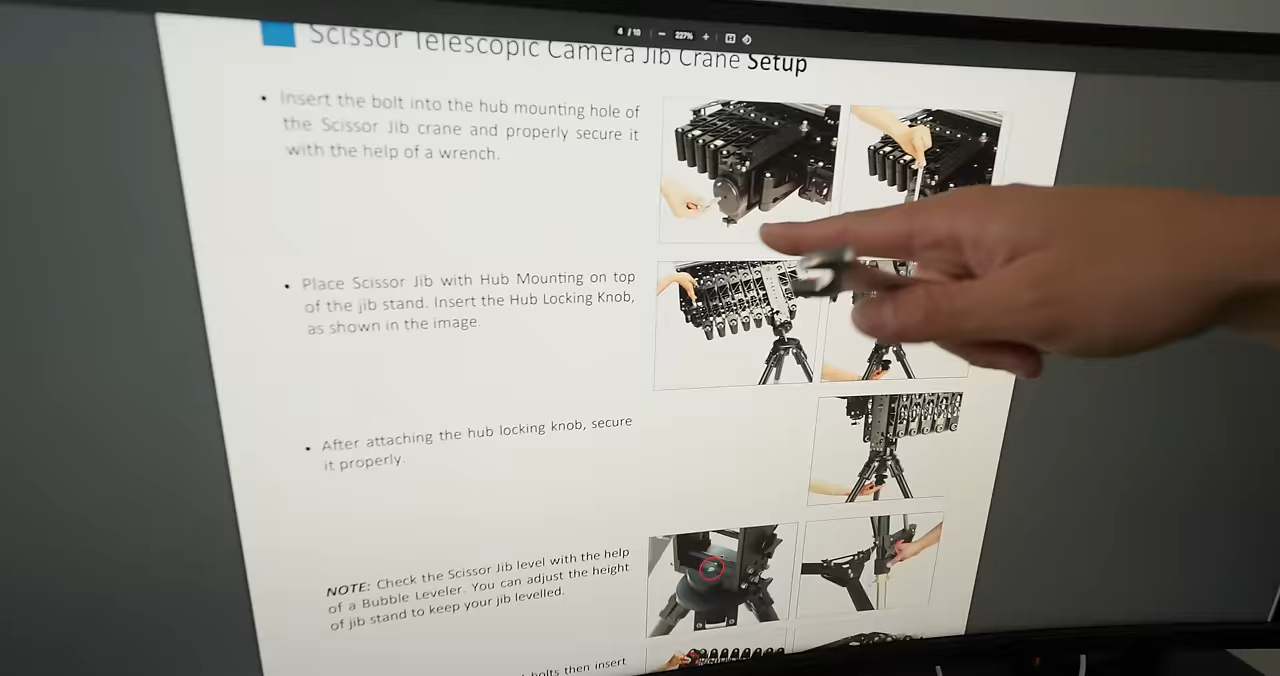 4 / 10 − 227% +
Scissor Telescopic Camera Jib Crane Setup
• Insert the bolt into the hub mounting hole of
the Scissor Jib crane and properly secure it
with the help of a wrench.
• Place Scissor Jib with Hub Mounting on top
of the jib stand. Insert the Hub Locking Knob,
as shown in the image.
• After attaching the hub locking knob, secure
it properly.
NOTE: Check the Scissor Jib level with the help
of a Bubble Leveler. You can adjust the height
of jib stand to keep your jib levelled.
bolts then insert